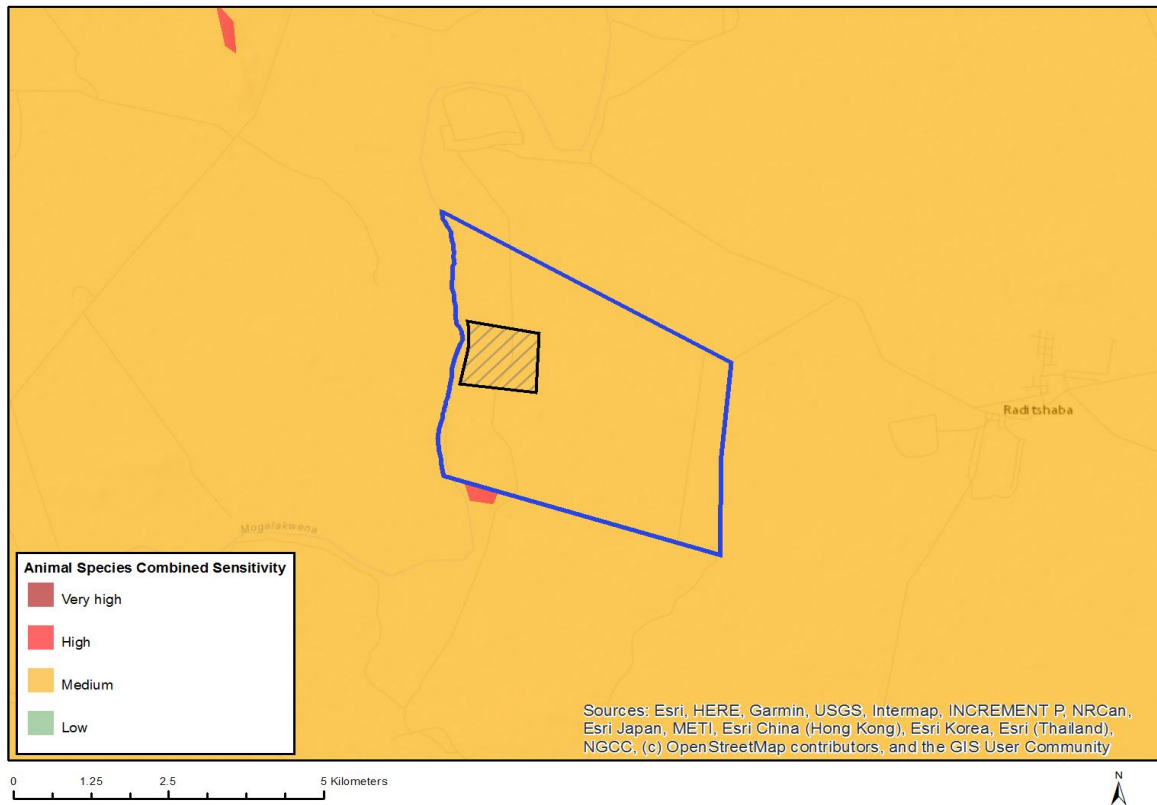 Raditshaba
Mogalakwena
Animal Species Combined Sensitivity
Very high
High
Medium
Low
Sources: Esri, HERE, Garmin, USGS, Intermap, INCREMENT P, NRCan,
Esri Japan, METI, Esri China (Hong Kong), Esri Korea, Esri (Thailand),
NGCC, (c) OpenStreetMap contributors, and the GIS User Community
0 1.25 2.5 5 Kilometers
N